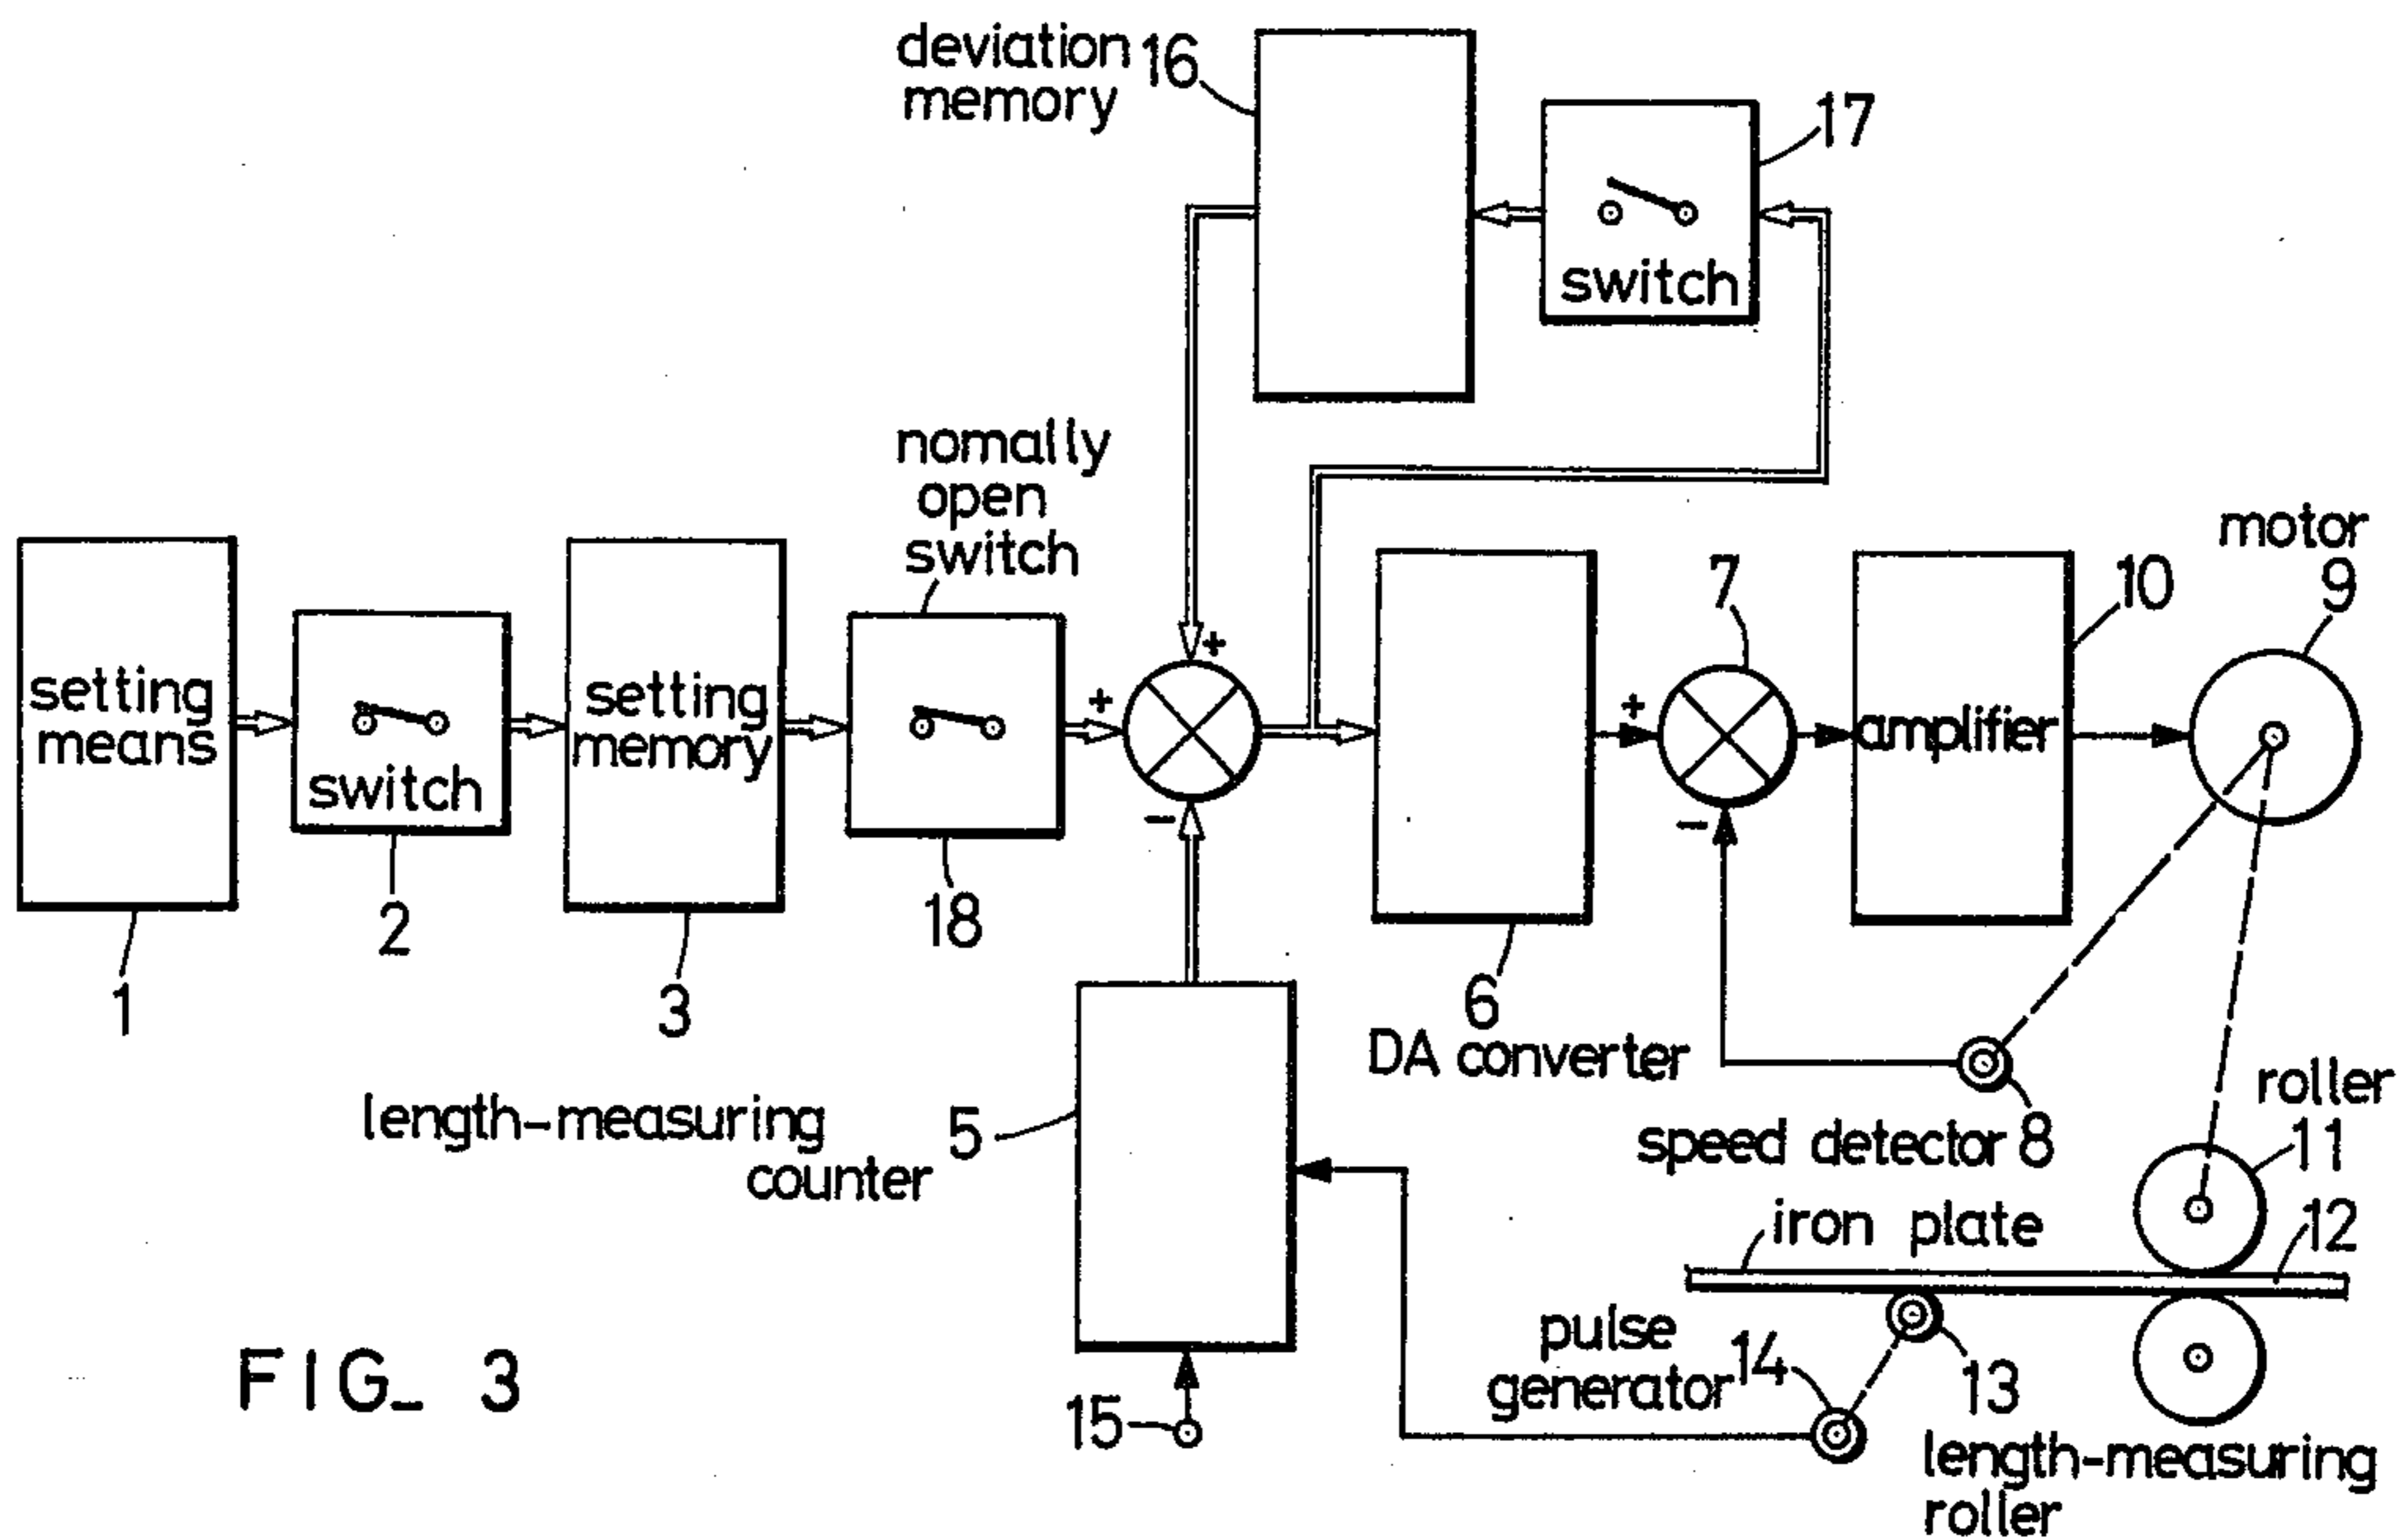 deviation 16
memory
17
switch
nomally
open
switch
motor
9
7
10
setting
means
switch
setting
memory
+
+
+
-
-
amplifier
1
2
3
18
6
DA converter
length-measuring
counter
5
speed detector 8
roller
11
iron plate
12
pulse
generator 14
13
length-measuring
roller
15
FIG_ 3